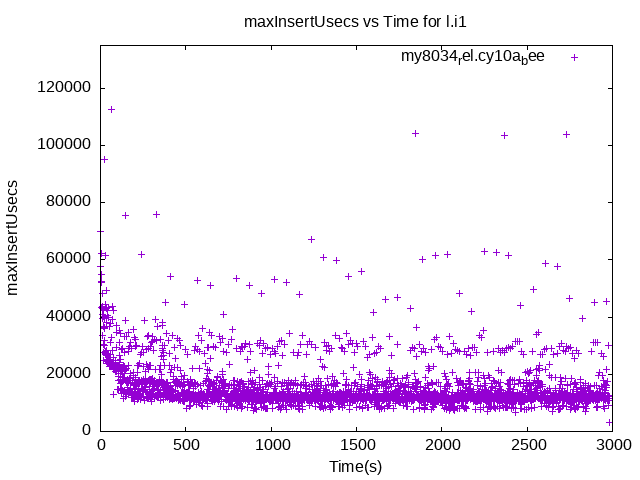 maxInsertUsecs vs Time for l.i1
my8034rel.cy10abee
maxInsertUsecs
120000
100000
80000
60000
40000
20000
0
0 500 1000 1500 2000 2500 3000
Time(s)